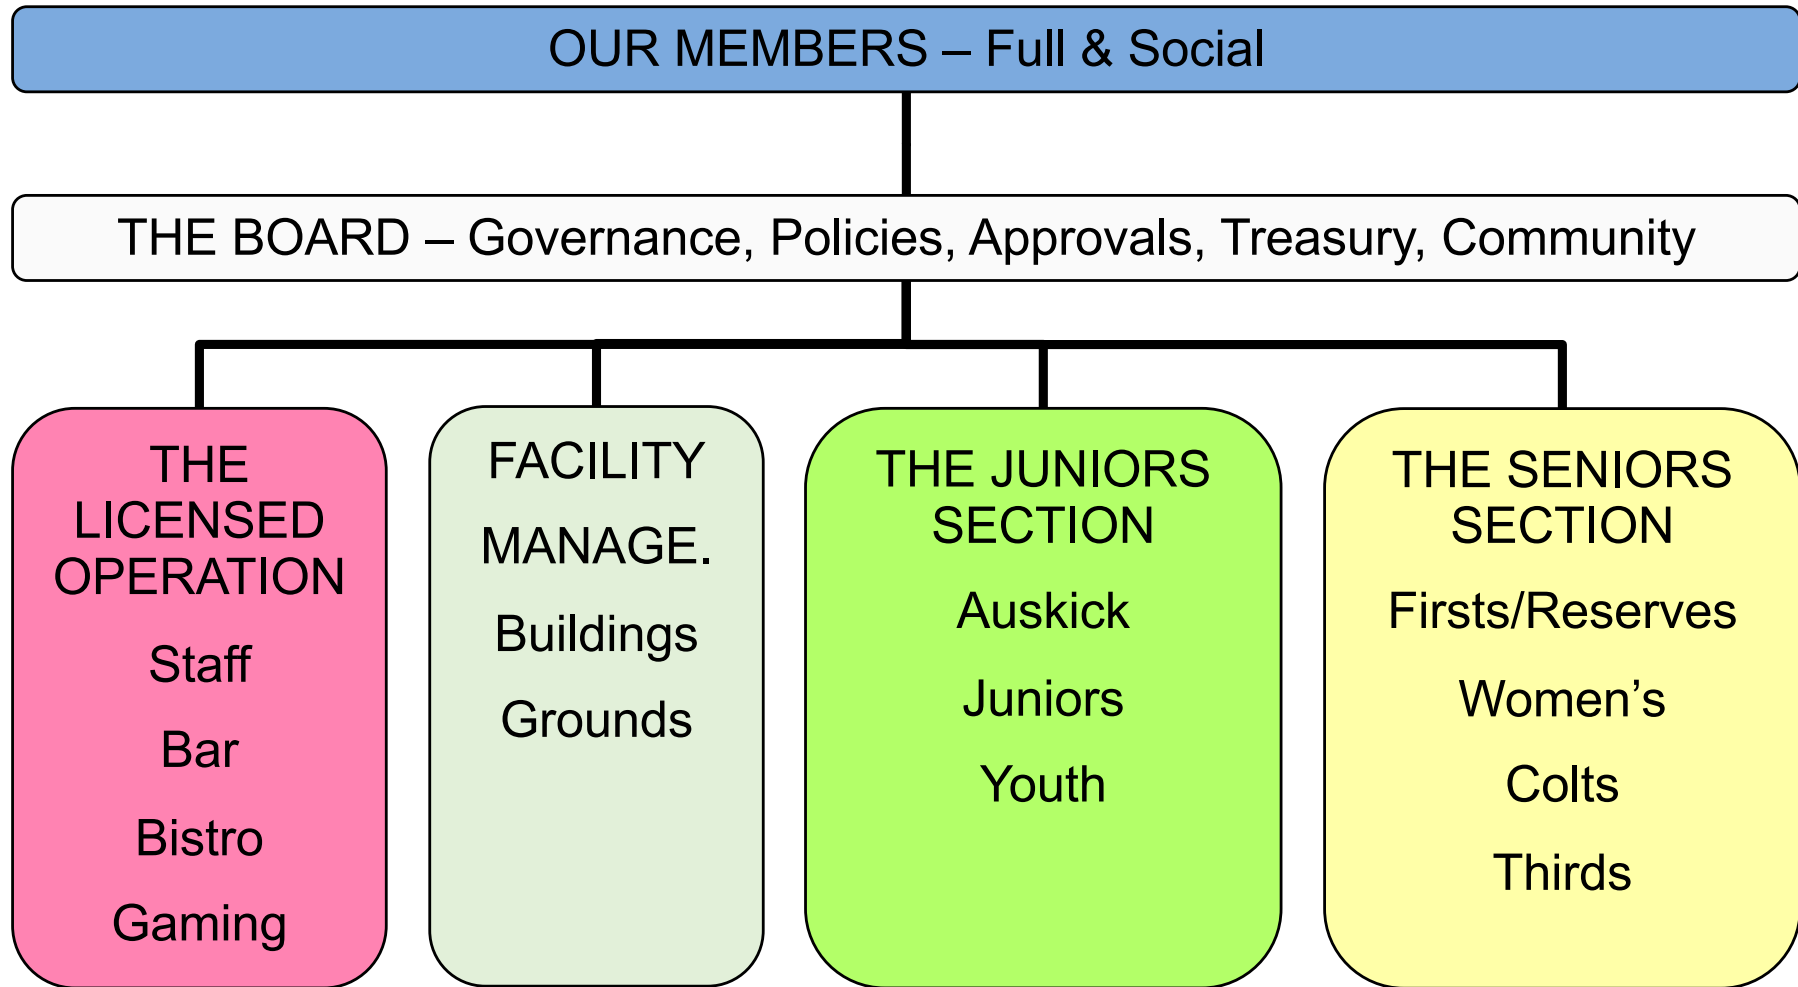 OUR MEMBERS – Full & Social
THE BOARD – Governance, Policies, Approvals, Treasury, Community
THE
LICENSED
OPERATION
Staff
Bar
Bistro
Gaming
FACILITY
MANAGE.
Buildings
Grounds
THE JUNIORS
SECTION
Auskick
Juniors
Youth
THE SENIORS
SECTION
Firsts/Reserves
Women’s
Colts
Thirds